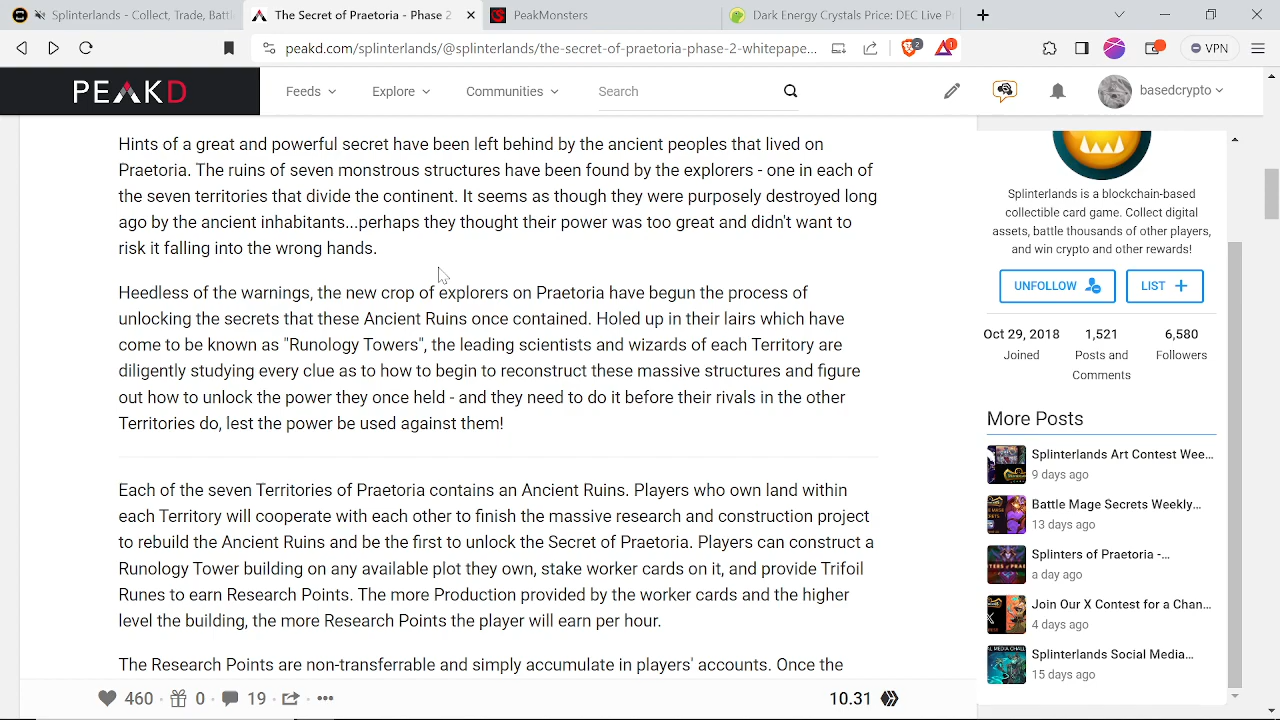 Splinterlands - Collect, Trade, Battl
The Secret of Praetoria - Phase 2
PeakMonsters
Dark Energy Crystals Price: DEC Live P
peakd.com/splinterlands/@splinterlands/the-secret-of-praetoria-phase-2-whitepape...
2
1
VPN
PEAKD
Feeds
Explore
Communities
Search
basedcrypto
Hints of a great and powerful secret have been left behind by the ancient peoples that lived on
Praetoria. The ruins of seven monstrous structures have been found by the explorers - one in each of
the seven territories that divide the continent. It seems as though they were purposely destroyed long
ago by the ancient inhabitants...perhaps they thought their power was too great and didn't want to
risk it falling into the wrong hands.
Heedless of the warnings, the new crop of explorers on Praetoria have begun the process of
unlocking the secrets that these Ancient Ruins once contained. Holed up in their lairs which have
come to be known as "Runology Towers", the leading scientists and wizards of each Territory are
diligently studying every clue as to how to begin to reconstruct these massive structures and figure
out how to unlock the power they once held - and they need to do it before their rivals in the other
Territories do, lest the power be used against them!
Each of the seven Territories of Praetoria contains an Ancient Ruins. Players who own land within
each Territory will cooperate with each other to finish the massive research and construction project
to rebuild the Ancient Ruins and be the first to unlock the Secret of Praetoria. Players can construct a
Runology Tower building on any available plot they own, stake worker cards on it and provide Trifoil
Runes to earn Research Points. The more Production provided by the worker cards and the higher
level the building, the more Research Points the player will earn per hour.
The Research Points are non-transferrable and simply accumulate in players' accounts. Once the
460
0
19
10.31
Splinterlands is a blockchain-based
collectible card game. Collect digital
assets, battle thousands of other players,
and win crypto and other rewards!
UNFOLLOW
LIST
Oct 29, 2018
1,521
6,580
Joined
Posts and
Comments
Followers
More Posts
Splinterlands Art Contest Wee...
9 days ago
Battle Mage Secrets Weekly...
13 days ago
Splinters of Praetoria -...
a day ago
Join Our X Contest for a Chan...
4 days ago
Splinterlands Social Media...
15 days ago